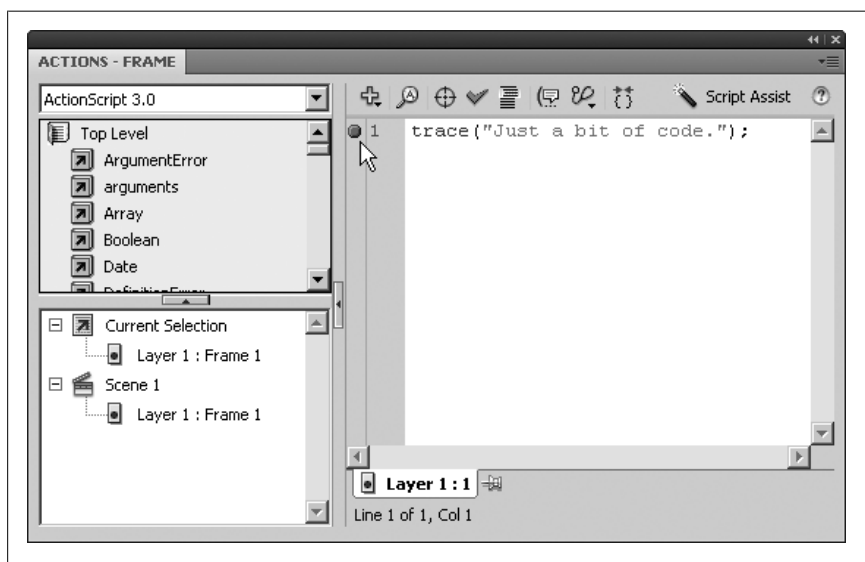 ACTIONS - FRAME
ActionScript 3.0
Top Level
ArgumentError
arguments
Array
Boolean
Date
DefinitionError
Current Selection
Layer 1 : Frame 1
Scene 1
Layer 1 : Frame 1
Script Assist
1 trace("Just a bit of code.");
Layer 1 : 1
Line 1 of 1, Col 1